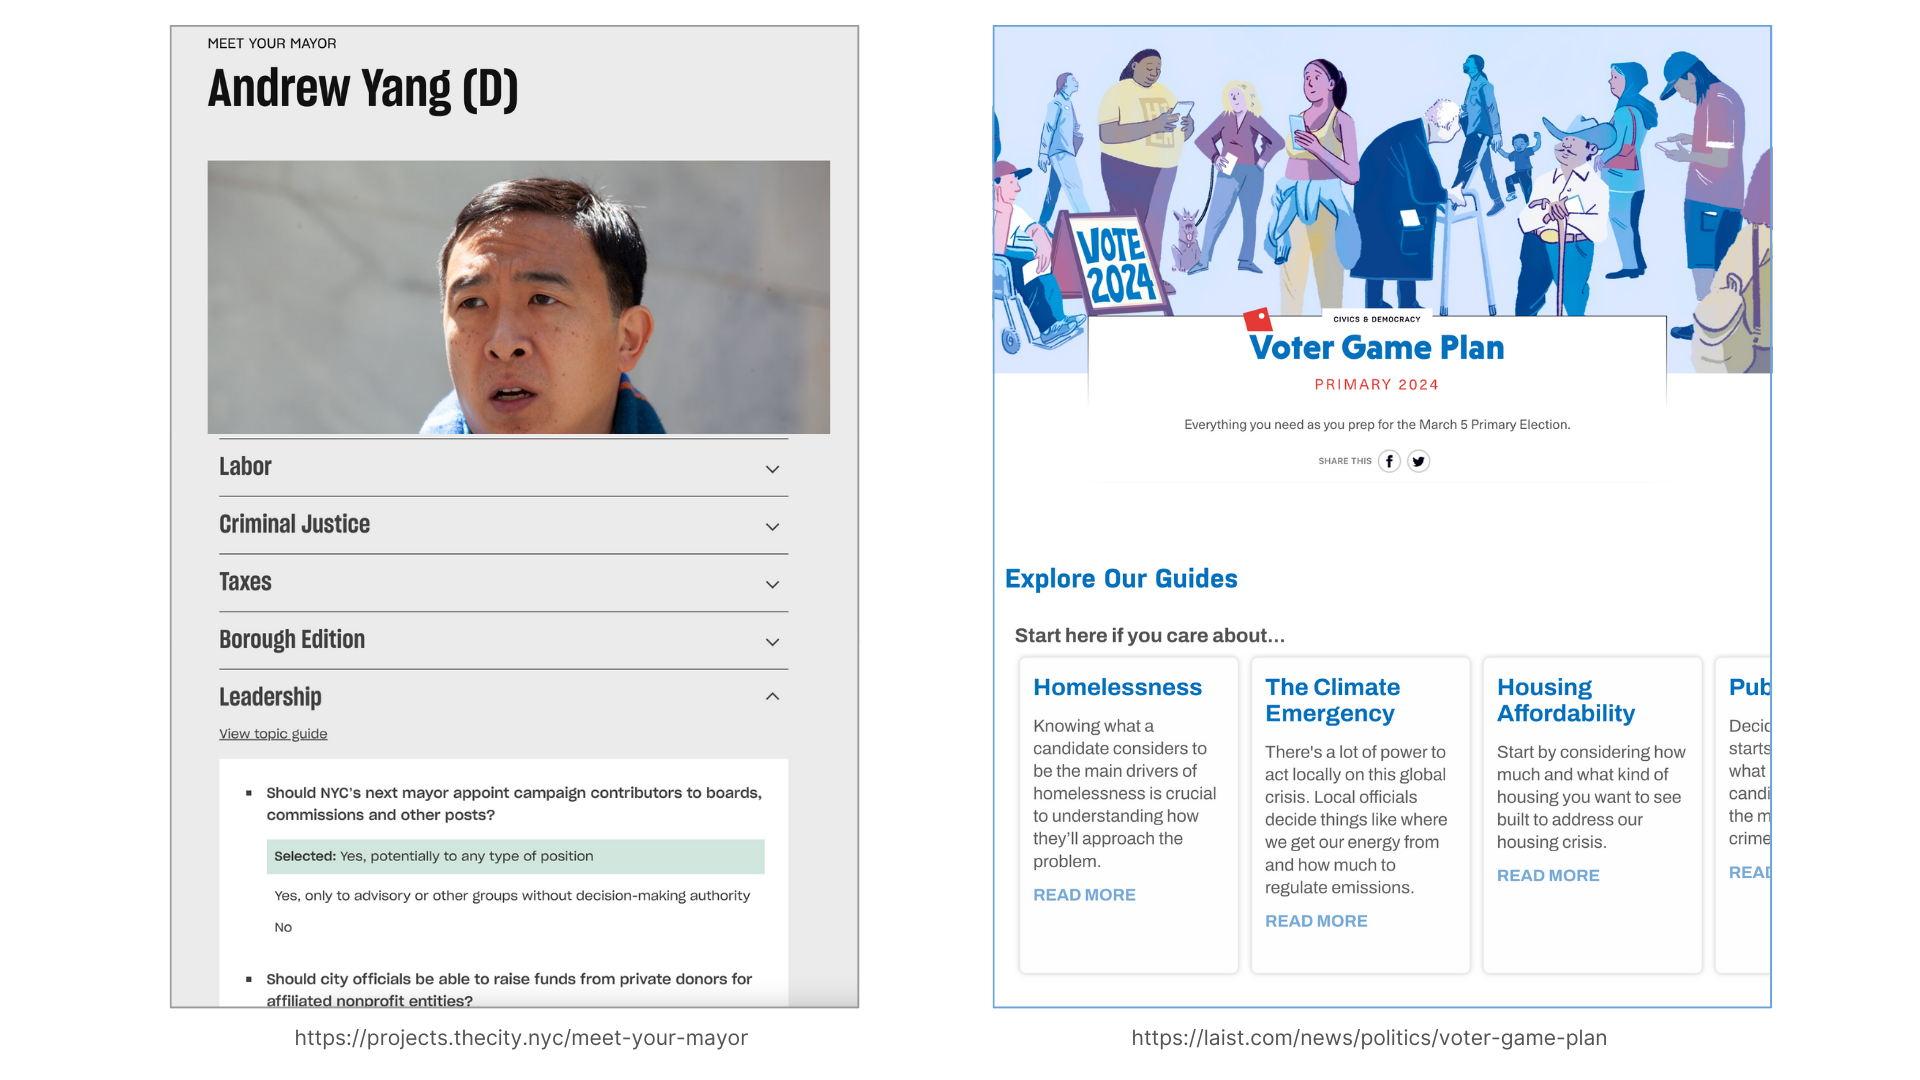 MEET YOUR MAYOR
Andrew Yang (D)
Labor
Criminal Justice
Taxes
Borough Edition
Leadership
View topic guide
Should NYC's next mayor appoint campaign contributors to boards,
commissions and other posts?
Selected: Yes, potentially to any type of position
Yes, only to advisory or other groups without decision-making authority
No
Should city officials be able to raise funds from private donors for
affiliated nonprofit entities?
https://projects.thecity.nyc/meet-your-mayor
VOTE
2024
CIVICS & DEMOCRACY
Voter Game Plan
PRIMARY 2024
Everything you need as you prep for the March 5 Primary Election.
SHARE THIS
Explore Our Guides
Start here if you care about...
Homelessness
Knowing what a
candidate considers to
be the main drivers of
homelessness is crucial
to understanding how
they'll approach the
problem.
READ MORE
The Climate
Emergency
There's a lot of power to
act locally on this global
crisis. Local officials
decide things like where
we get our energy from
and how much to
regulate emissions.
READ MORE
Housing
Affordability
Start by considering how
much and what kind of
housing you want to see
built to address our
housing crisis.
READ MORE
Pub
Decid
starts
what
candi
the m
crime
READ
https://laist.com/news/politics/voter-game-plan